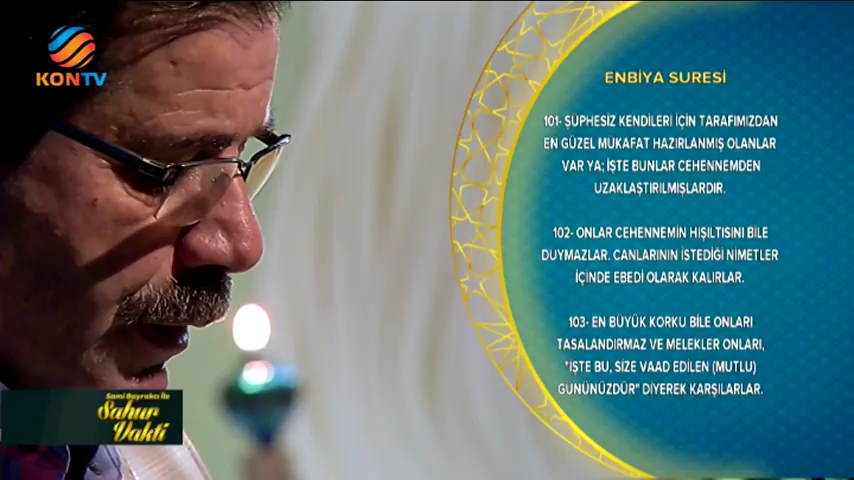 KONTV
ENBİYA SURESİ
101- ŞÜPHESİZ KENDİLERİ İÇİN TARAFIMIZDAN
EN GÜZEL MÜKAFAT HAZIRLANMIŞ OLANLAR
VAR YA; İŞTE BUNLAR CEHENNEMDEN
UZAKLAŞTIRILMIŞLARDIR.
102- ONLAR CEHENNEMİN HIŞILTISINI BİLE
DUYMAZLAR. CANLARININ İSTEDİĞİ NİMETLER
İÇİNDE EBEDİ OLARAK KALIRLAR.
103- EN BÜYÜK KORKU BİLE ONLARI
TASALANDIRMAZ VE MELEKLER ONLARI,
"İŞTE BU, SİZE VAAD EDİLEN (MUTLU)
GÜNÜNÜZDÜR" DİYEREK KARŞILARLAR.
Sami Bayrakcı İle
Sahur
Vakti